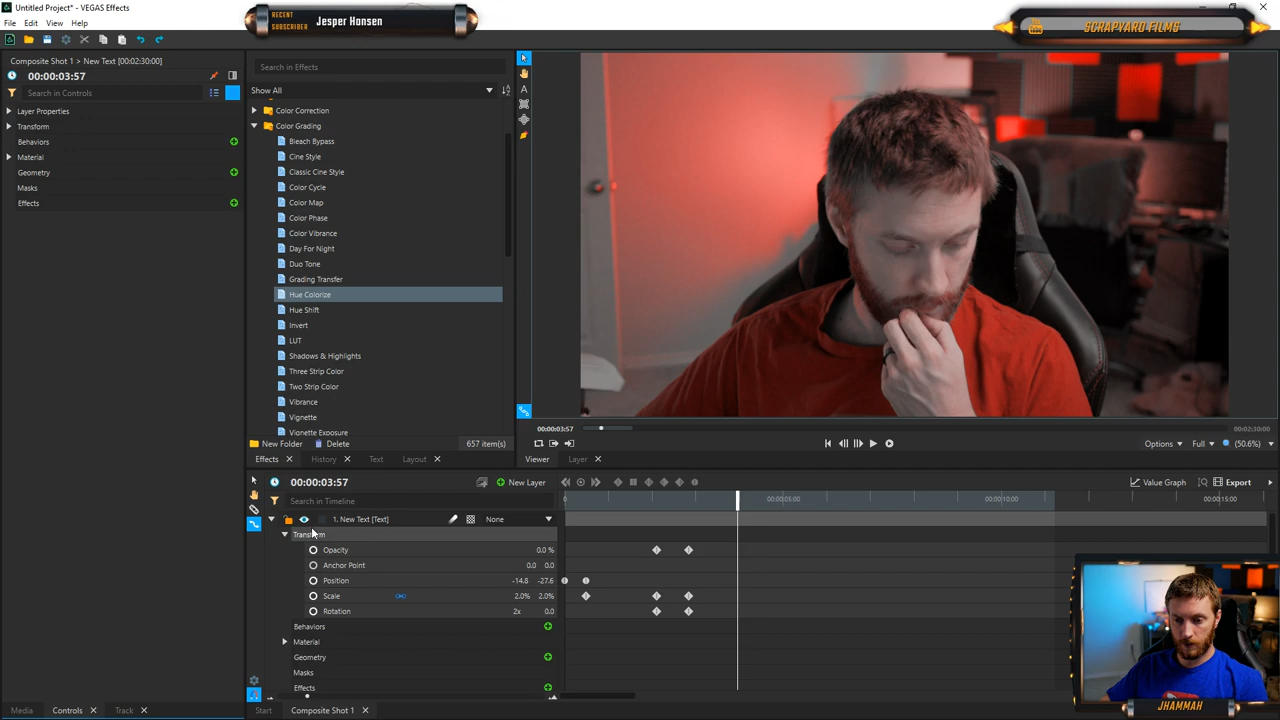 Untitled Project* - VEGAS Effects
File Edit View Help
RECENT SUBSCRIBER Jesper Hansen
You Tube SCRAPYARD FILMS
Composite Shot 1 > New Text [00:02:30:00]
00:00:03:57
Search in Controls
Layer Properties
Transform
Behaviors
Material
Geometry
Masks
Effects
Search in Effects
Show All
Color Correction
Color Grading
Bleach Bypass
Cine Style
Classic Cine Style
Color Cycle
Color Map
Color Phase
Color Vibrance
Day For Night
Duo Tone
Grading Transfer
Hue Colorize
Hue Shift
Invert
LUT
Shadows & Highlights
Three Strip Color
Two Strip Color
Vibrance
Vignette
Vignette Exposure
New Folder Delete 657 item(s)
Effects History Text Layout
00:00:03:57 00:02:30:00
Options Full (50.6%)
Viewer Layer
00:00:03:57 New Layer Value Graph Export
Search in Timeline
0 00:00:05:00 00:00:10:00 00:00:15:00
1. New Text [Text] None
Transform
Opacity 0.0 %
Anchor Point 0.0 0.0
Position -14.8 -27.6
Scale 2.0% 2.0%
Rotation 2x 0.0
Behaviors
Material
Geometry
Masks
Effects
Media Controls Track
Start Composite Shot 1
JHAMMAH